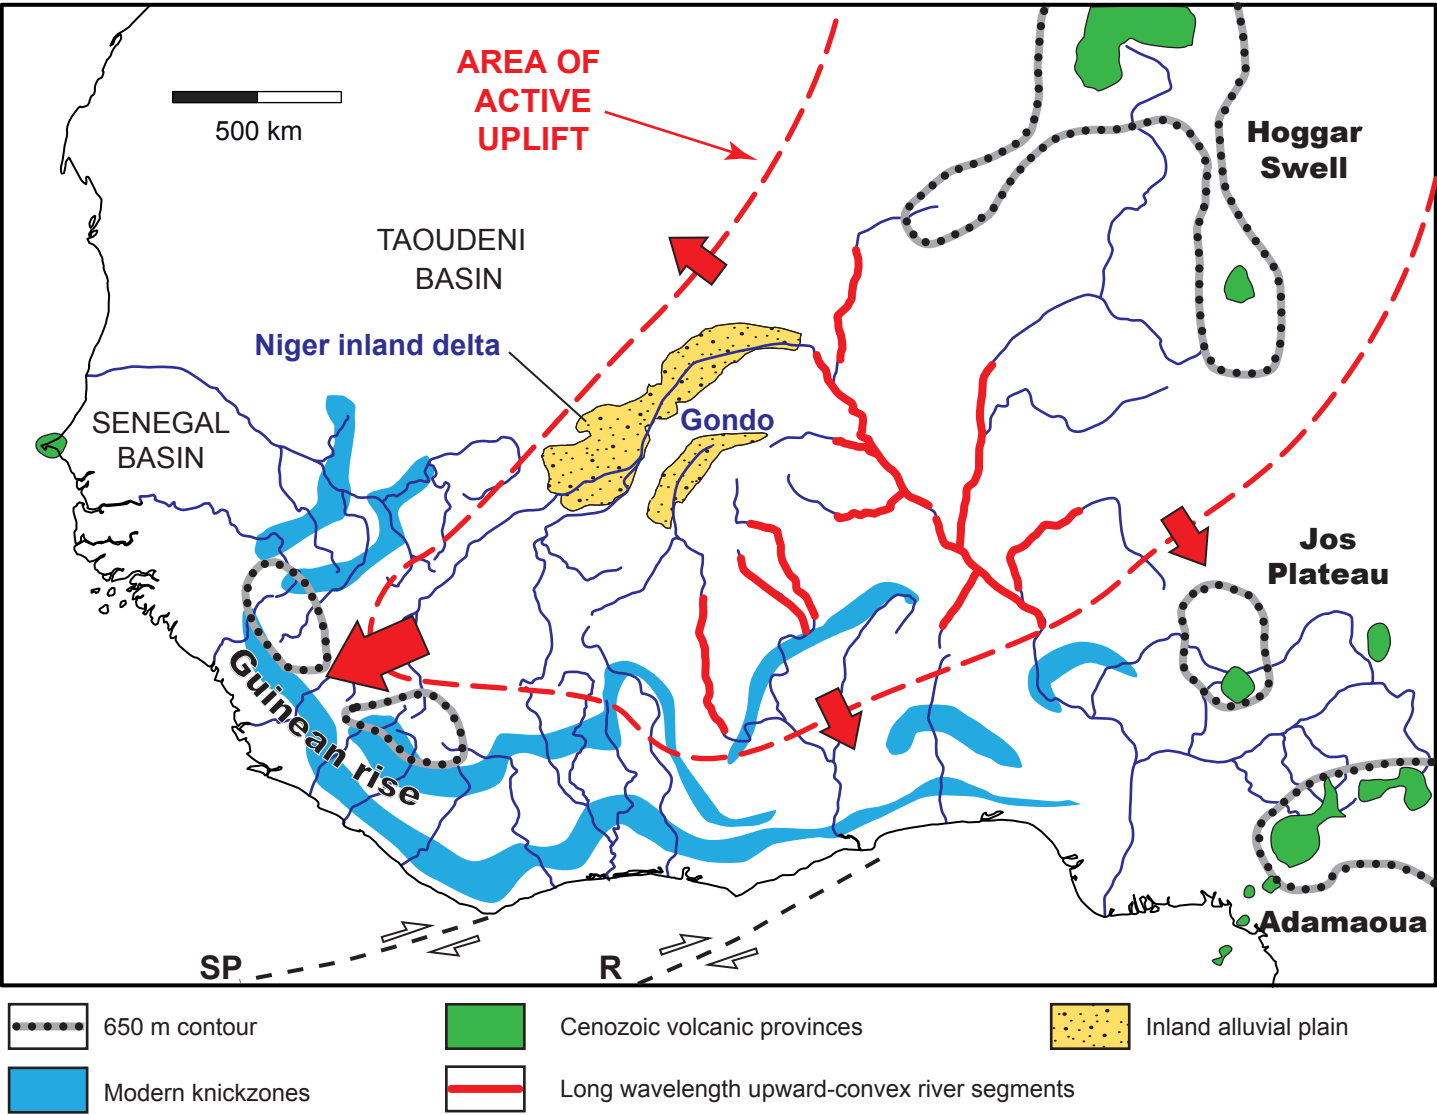 AREA OF
ACTIVE
UPLIFT
500 km
Hoggar
Swell
TAOUDENI
BASIN
Niger inland delta
SENEGAL
BASIN
Gondo
Jos
Plateau
Guinean rise
Adamaoua
SP
R
650 m contour
Cenozoic volcanic provinces
Inland alluvial plain
Modern knickzones
Long wavelength upward-convex river segments